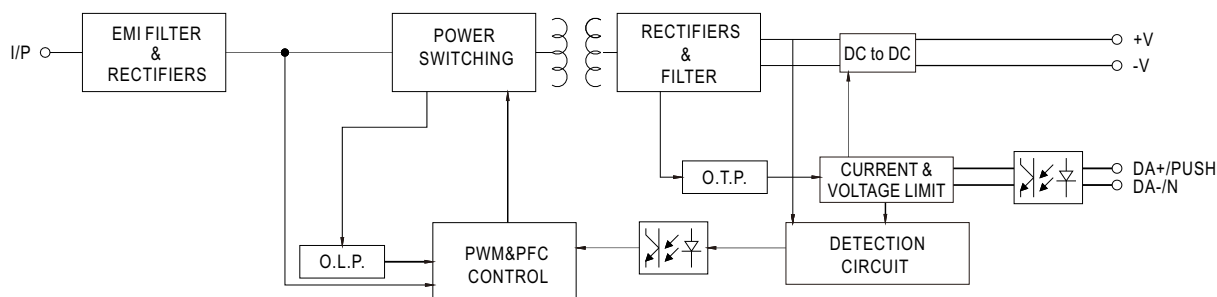 I/P
EMI FILTER
&
RECTIFIERS
POWER
SWITCHING
RECTIFIERS
&
FILTER
DC to DC
+V
-V
O.T.P.
CURRENT &
VOLTAGE LIMIT
DA+/PUSH
DA-/N
O.L.P.
PWM&PFC
CONTROL
DETECTION
CIRCUIT